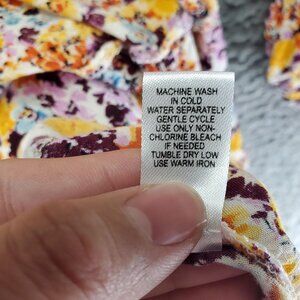 MACHINE WASH
IN COLD
WATER SEPARATELY
GENTLE CYCLE
USE ONLY NON-
CHLORINE BLEACH
IF NEEDED
TUMBLE DRY LOW
USE WARM IRON